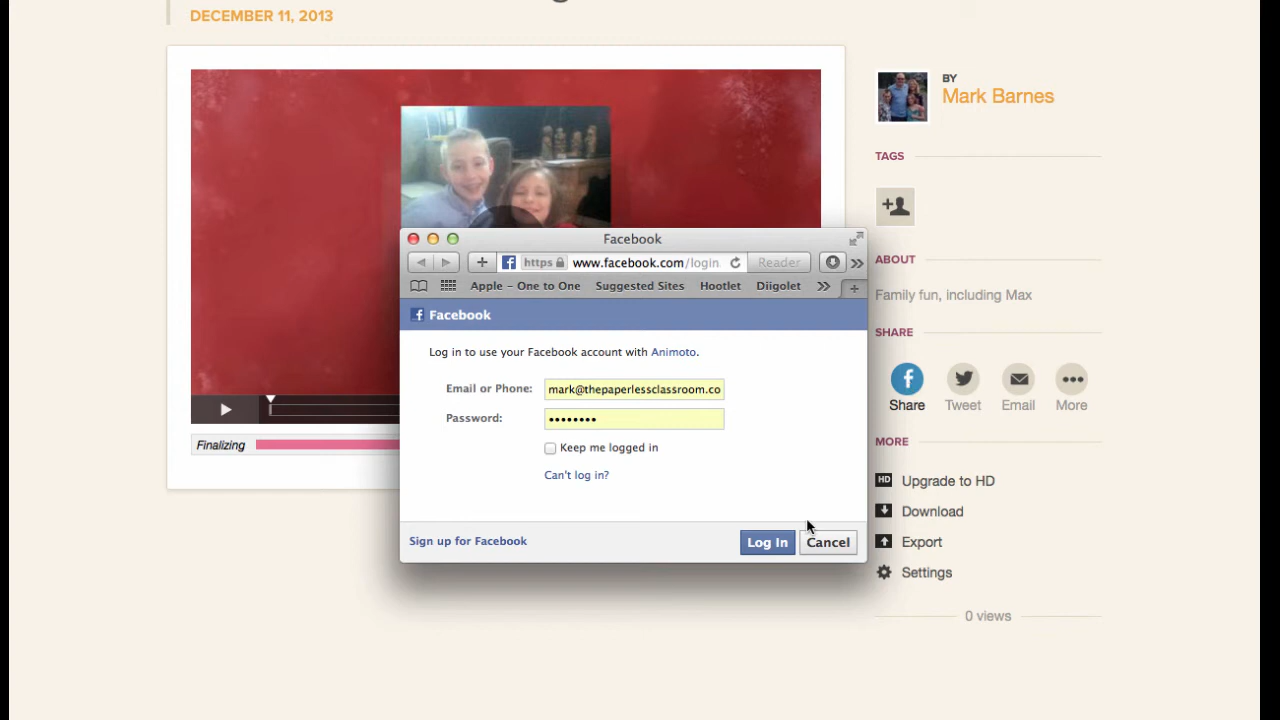 DECEMBER 11, 2013
BY
Mark Barnes
TAGS
ABOUT
Family fun, including Max
SHARE
Share Tweet Email More
MORE
HD Upgrade to HD
Download
Export
Settings
0 views
Finalizing
Facebook
https www.facebook.com/login. Reader
Apple – One to One Suggested Sites Hootlet Diigolet
Facebook
Log in to use your Facebook account with Animoto.
Email or Phone: mark@thepaperlessclassroom.co
Password: ••••••••
Keep me logged in
Can't log in?
Sign up for Facebook Log In Cancel